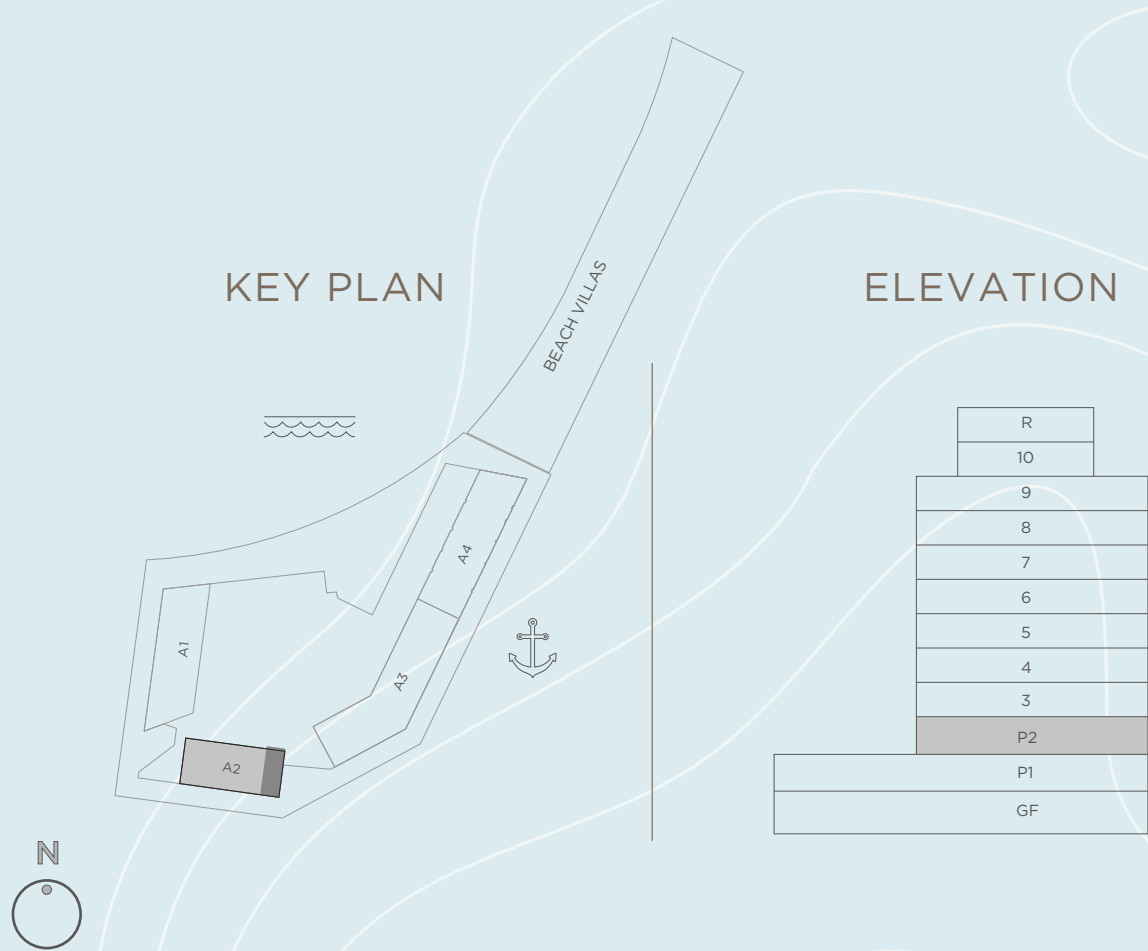 KEY PLAN
ELEVATION
BEACH VILLAS
A4
A3
A1
A2
N
R
10
9
8
7
6
5
4
3
P2
P1
GF